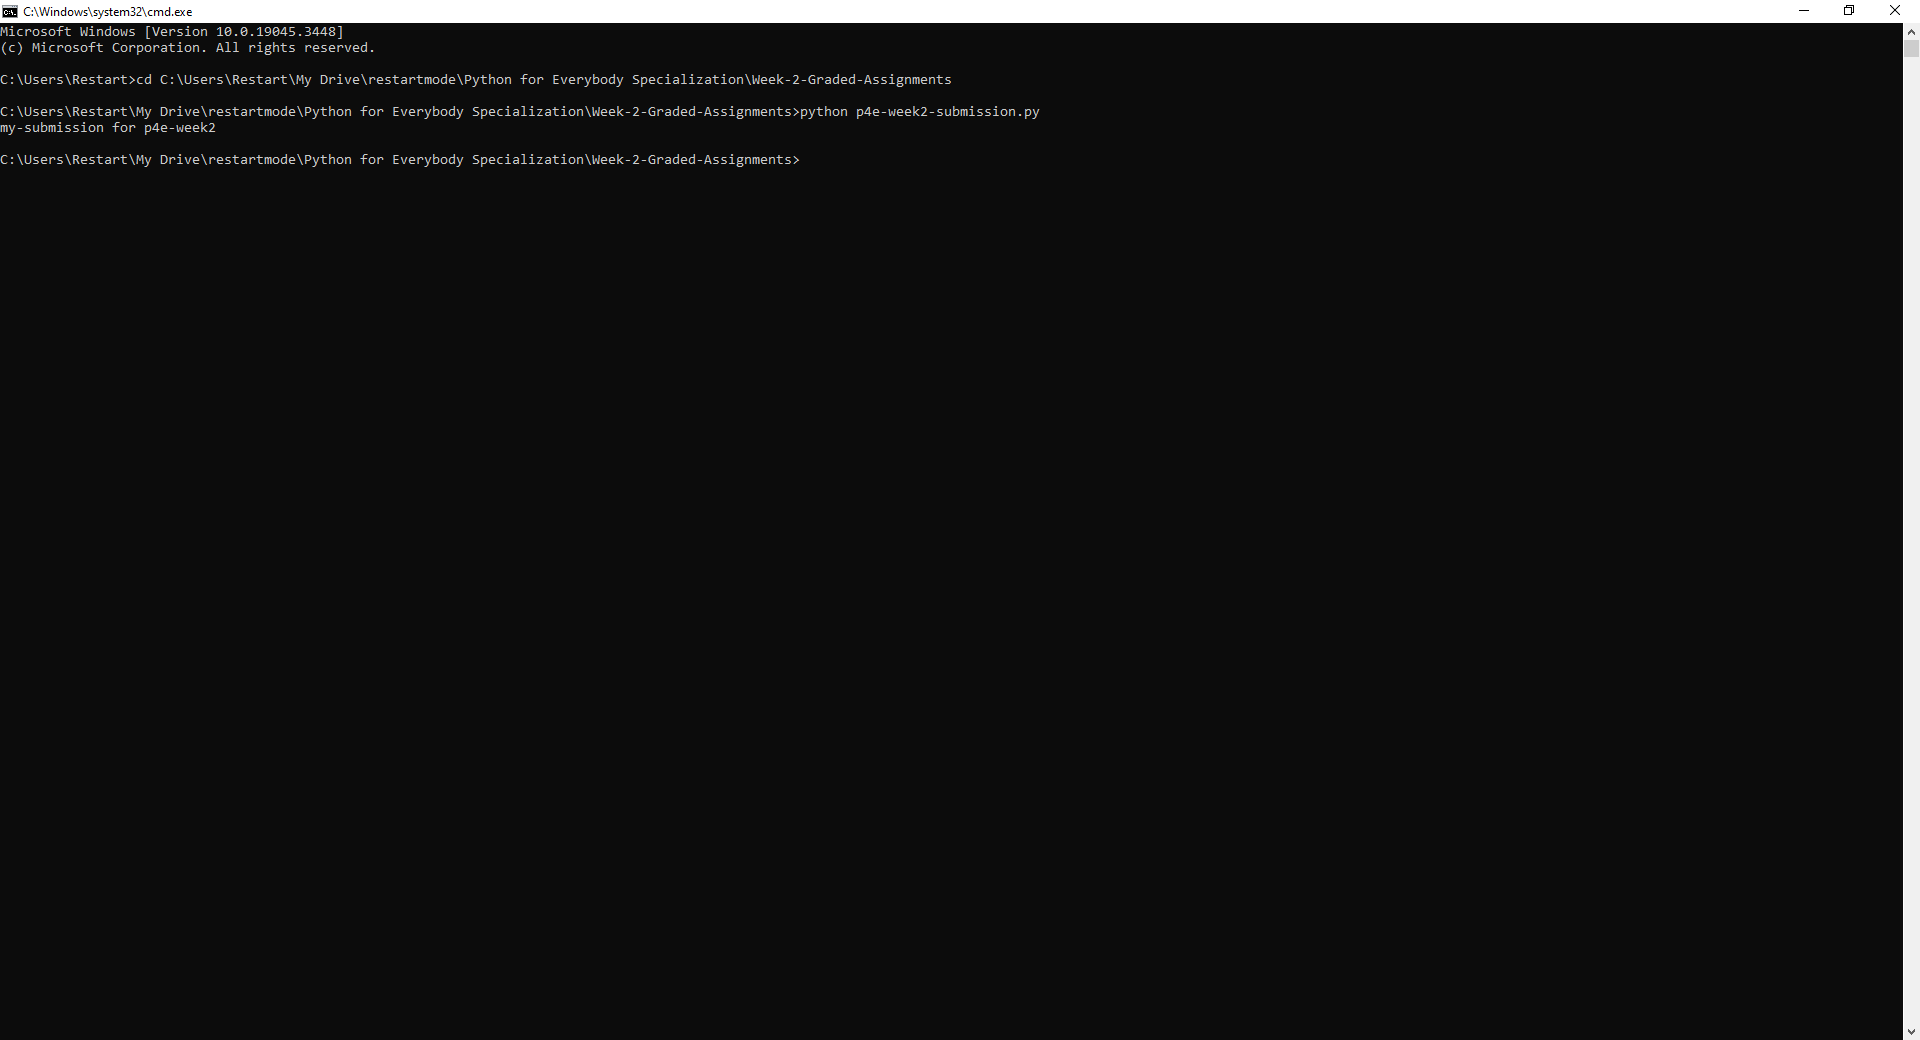 C:\Windows\system32\cmd.exe
Microsoft Windows [Version 10.0.19045.3448]
(c) Microsoft Corporation. All rights reserved.
C:\Users\Restart>cd C:\Users\Restart\My Drive\restartmode\Python for Everybody Specialization\Week-2-Graded-Assignments
C:\Users\Restart\My Drive\restartmode\Python for Everybody Specialization\Week-2-Graded-Assignments>python p4e-week2-submission.py
my-submission for p4e-week2
C:\Users\Restart\My Drive\restartmode\Python for Everybody Specialization\Week-2-Graded-Assignments>